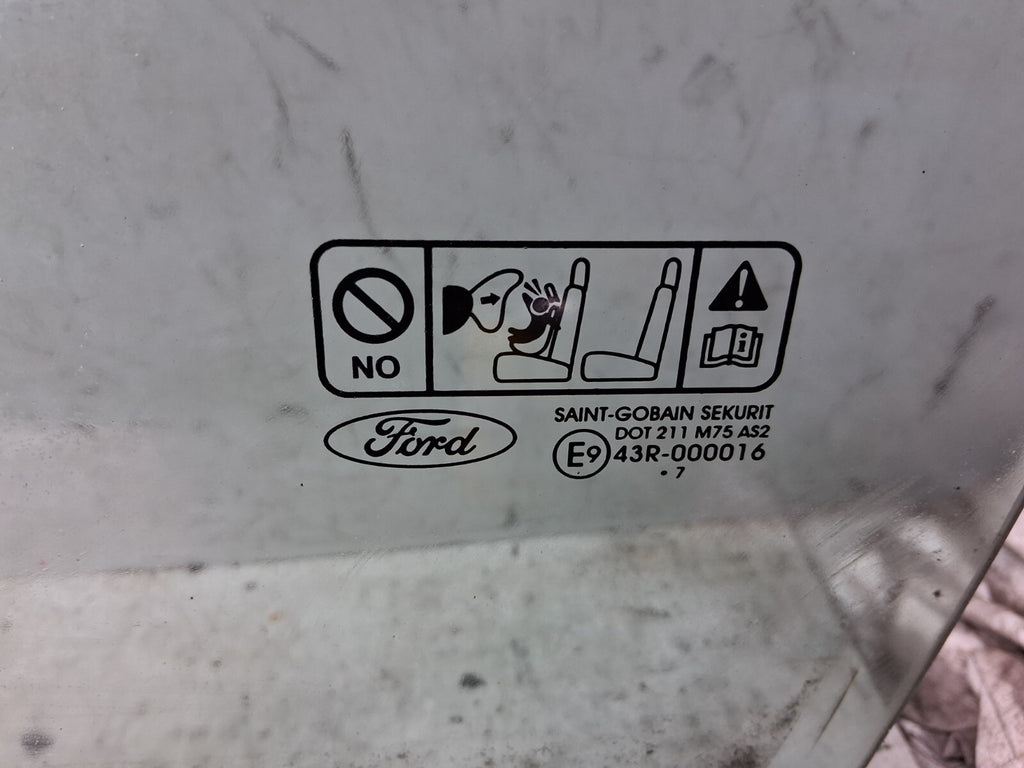 NO
Ford
SAINT-GOBAIN SEKURIT
DOT 211 M75 AS2
E9 43R-000016
• 7